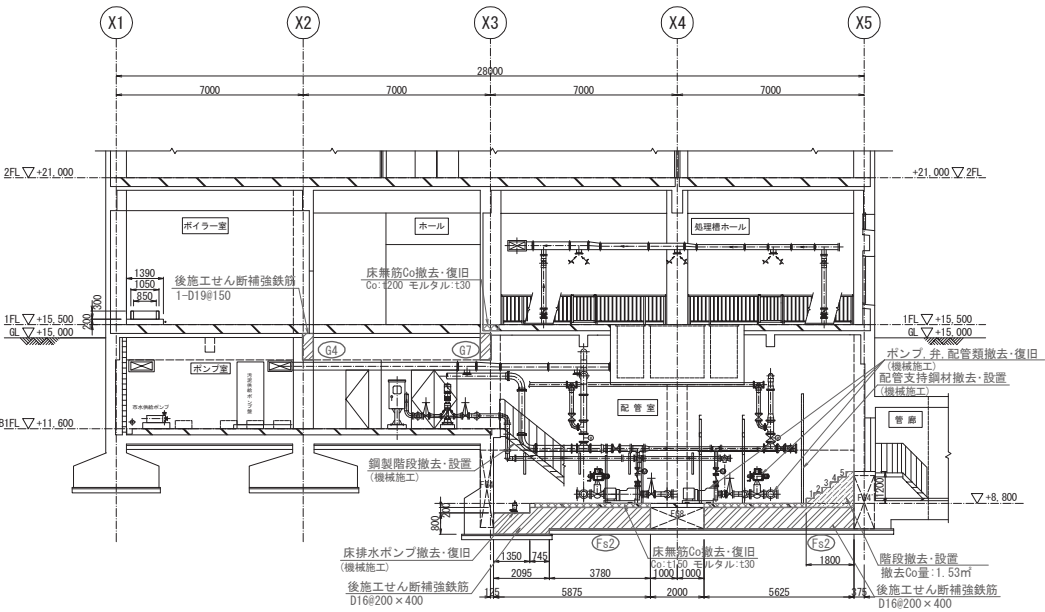 X1
X2
X3
X4
X5
28000
7000
7000
7000
7000
2FL ▽ +21,000
+21,000 ▽ 2FL
ボイラー室
ホール
処理槽ホール
1390
1050
850
300
200
後施工せん断補強鉄筋
1-D19@150
床無筋Co撤去・復旧
Co:t200 モルタル:t30
1FL ▽ +15,500
GL ▽ +15,000
1FL ▽ +15,500
GL ▽ +15,000
G4
G7
ポンプ室
配管室
管廊
ポンプ,弁,配管類撤去・復旧
(機械施工)
配管支持鋼材撤去・設置
(機械施工)
B1FL ▽ +11,600
鋼製階段撤去・設置
(機械施工)
1
2
3
4
5
1200
▽ +8,800
200
800
FG8
Fs2
Fs2
床排水ポンプ撤去・復旧
(機械施工)
1350
745
床無筋Co撤去・復旧
Co:t150 モルタル:t30
1800
階段撤去・設置
撤去Co量:1.53㎥
2095
3780
1000
1000
後施工せん断補強鉄筋
D16@200×400
5875
2000
5625
375
後施工せん断補強鉄筋
D16@200×400